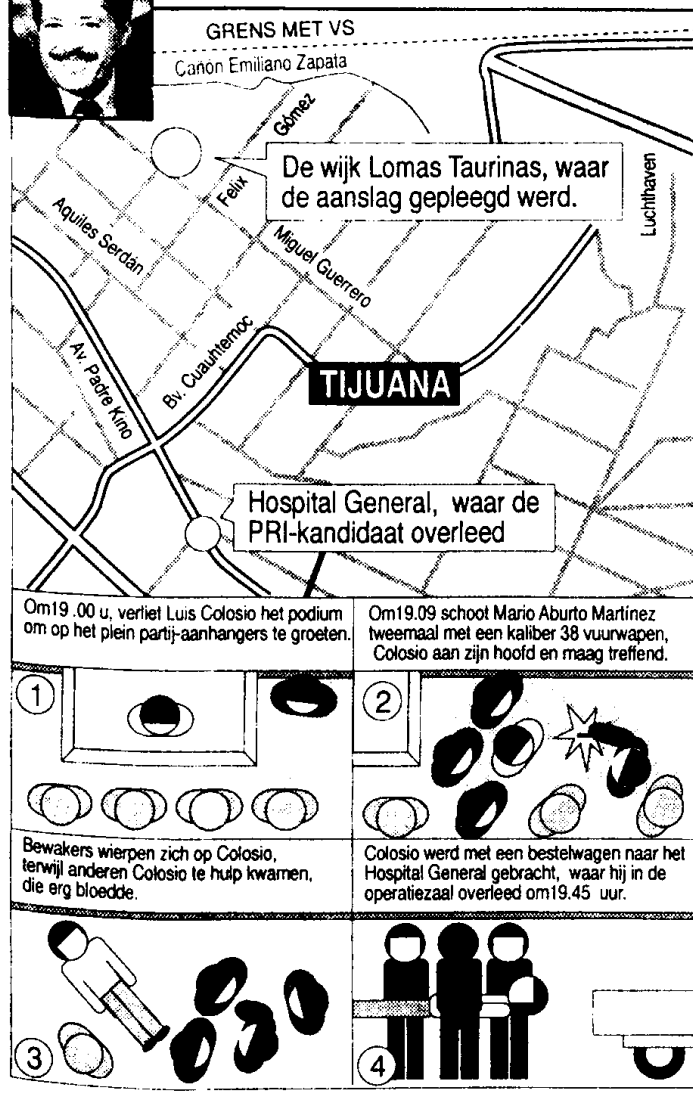 GRENS MET VS
Cañón Emiliano Zapata
Felix Gómez
De wijk Lomas Taurinas, waar
de aanslag gepleegd werd.
Luchthaven
Aquiles Serdán
Miguel Guerrero
Av. Padre Kino
Bv. Cuauhtemoc
TIJUANA
Hospital General, waar de
PRI-kandidaat overleed
Om19 .00 u, verliet Luis Colosio het podium
om op het plein partij-aanhangers te groeten.
Om19.09 schoot Mario Aburto Martínez
tweemaal met een kaliber 38 vuurwapen,
Colosio aan zijn hoofd en maag treffend.
1
2
Bewakers wierpen zich op Colosio,
terwijl anderen Colosio te hulp kwamen,
die erg bloedde.
Colosio werd met een bestelwagen naar het
Hospital General gebracht, waar hij in de
operatiezaal overleed om19.45 uur.
3
4